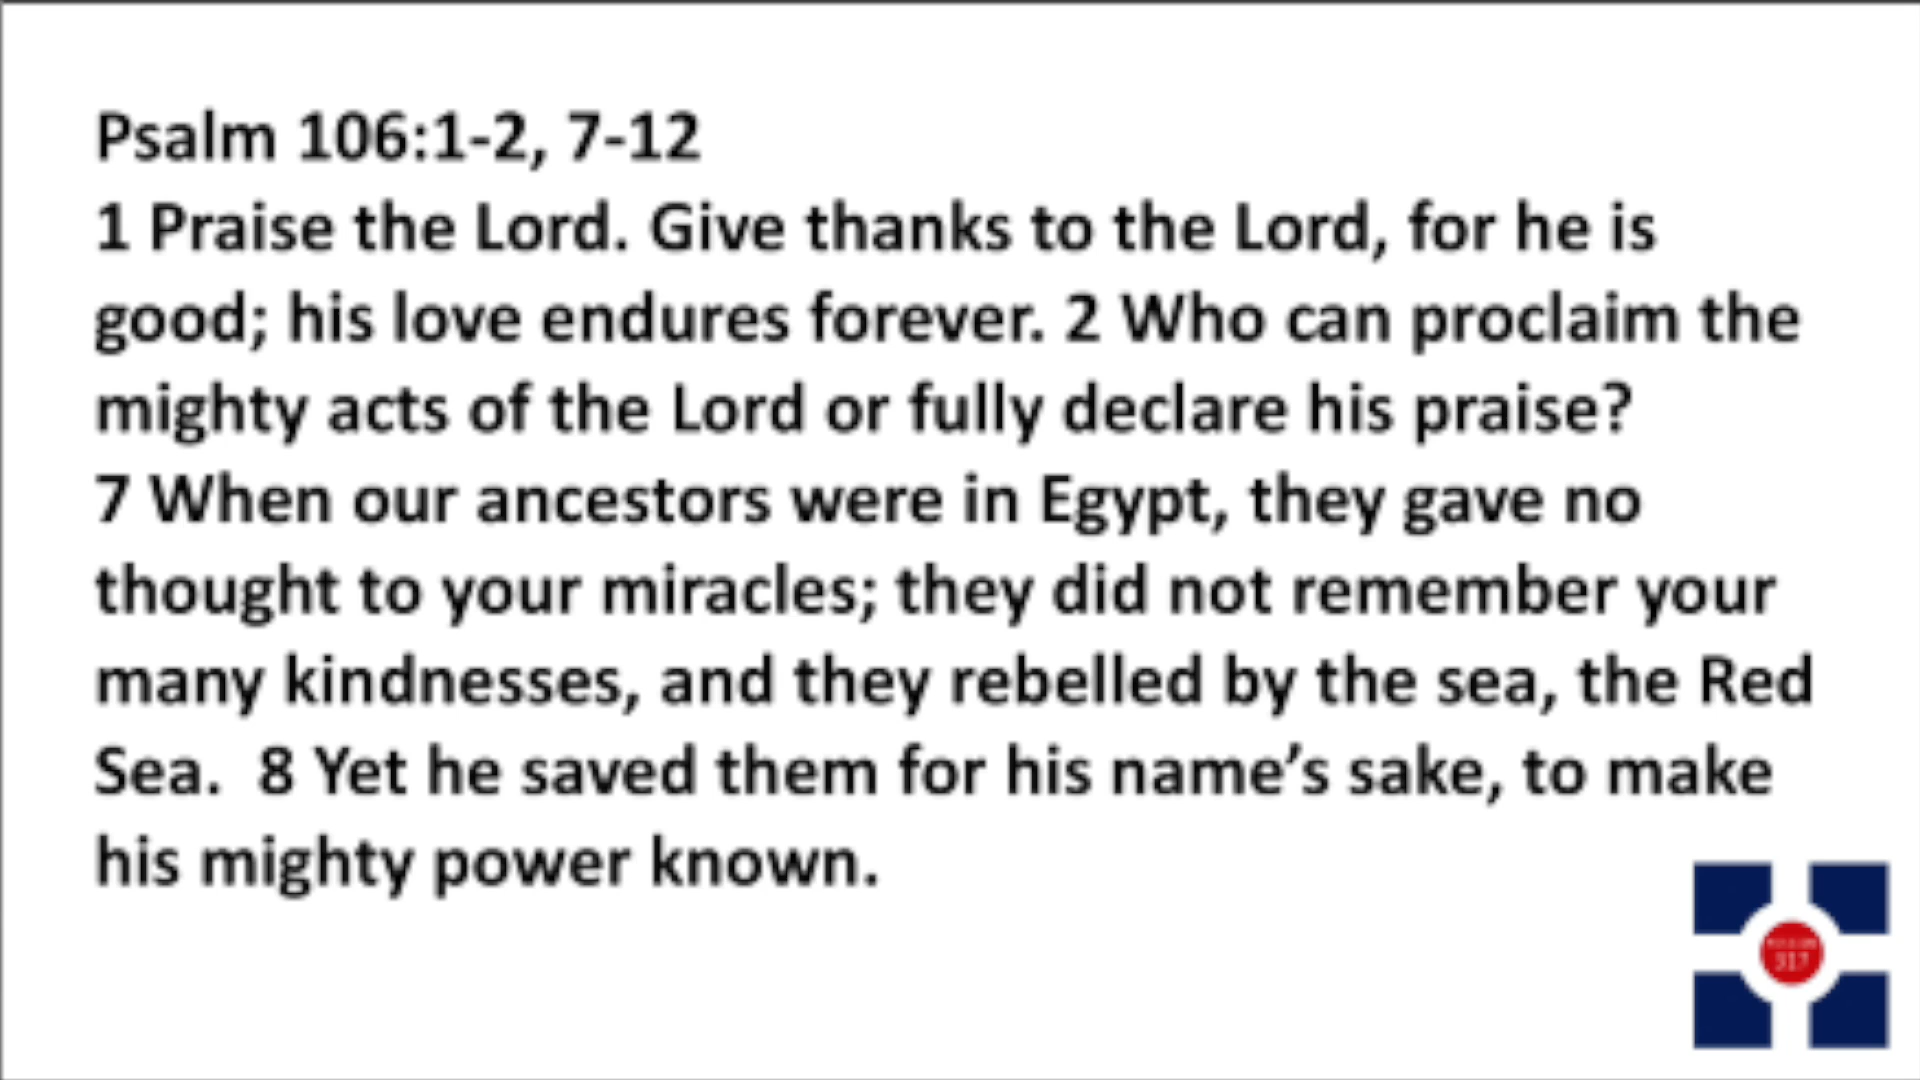 Psalm 106:1-2, 7-12
1 Praise the Lord. Give thanks to the Lord, for he is
good; his love endures forever. 2 Who can proclaim the
mighty acts of the Lord or fully declare his praise?
7 When our ancestors were in Egypt, they gave no
thought to your miracles; they did not remember your
many kindnesses, and they rebelled by the sea, the Red
Sea.  8 Yet he saved them for his name’s sake, to make
his mighty power known.
317